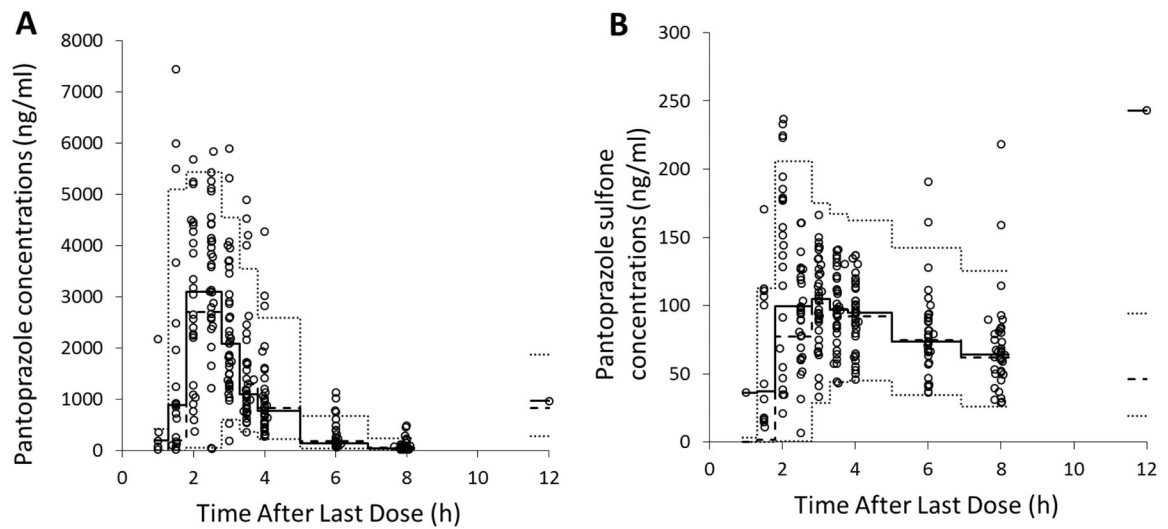 A
Pantoprazole concentrations (ng/ml)
8000
7000
6000
5000
4000
3000
2000
1000
0
0 2 4 6 8 10 12
Time After Last Dose (h)
B
Pantoprazole sulfone
concentrations (ng/ml)
300
250
200
150
100
50
0
0 2 4 6 8 10 12
Time After Last Dose (h)